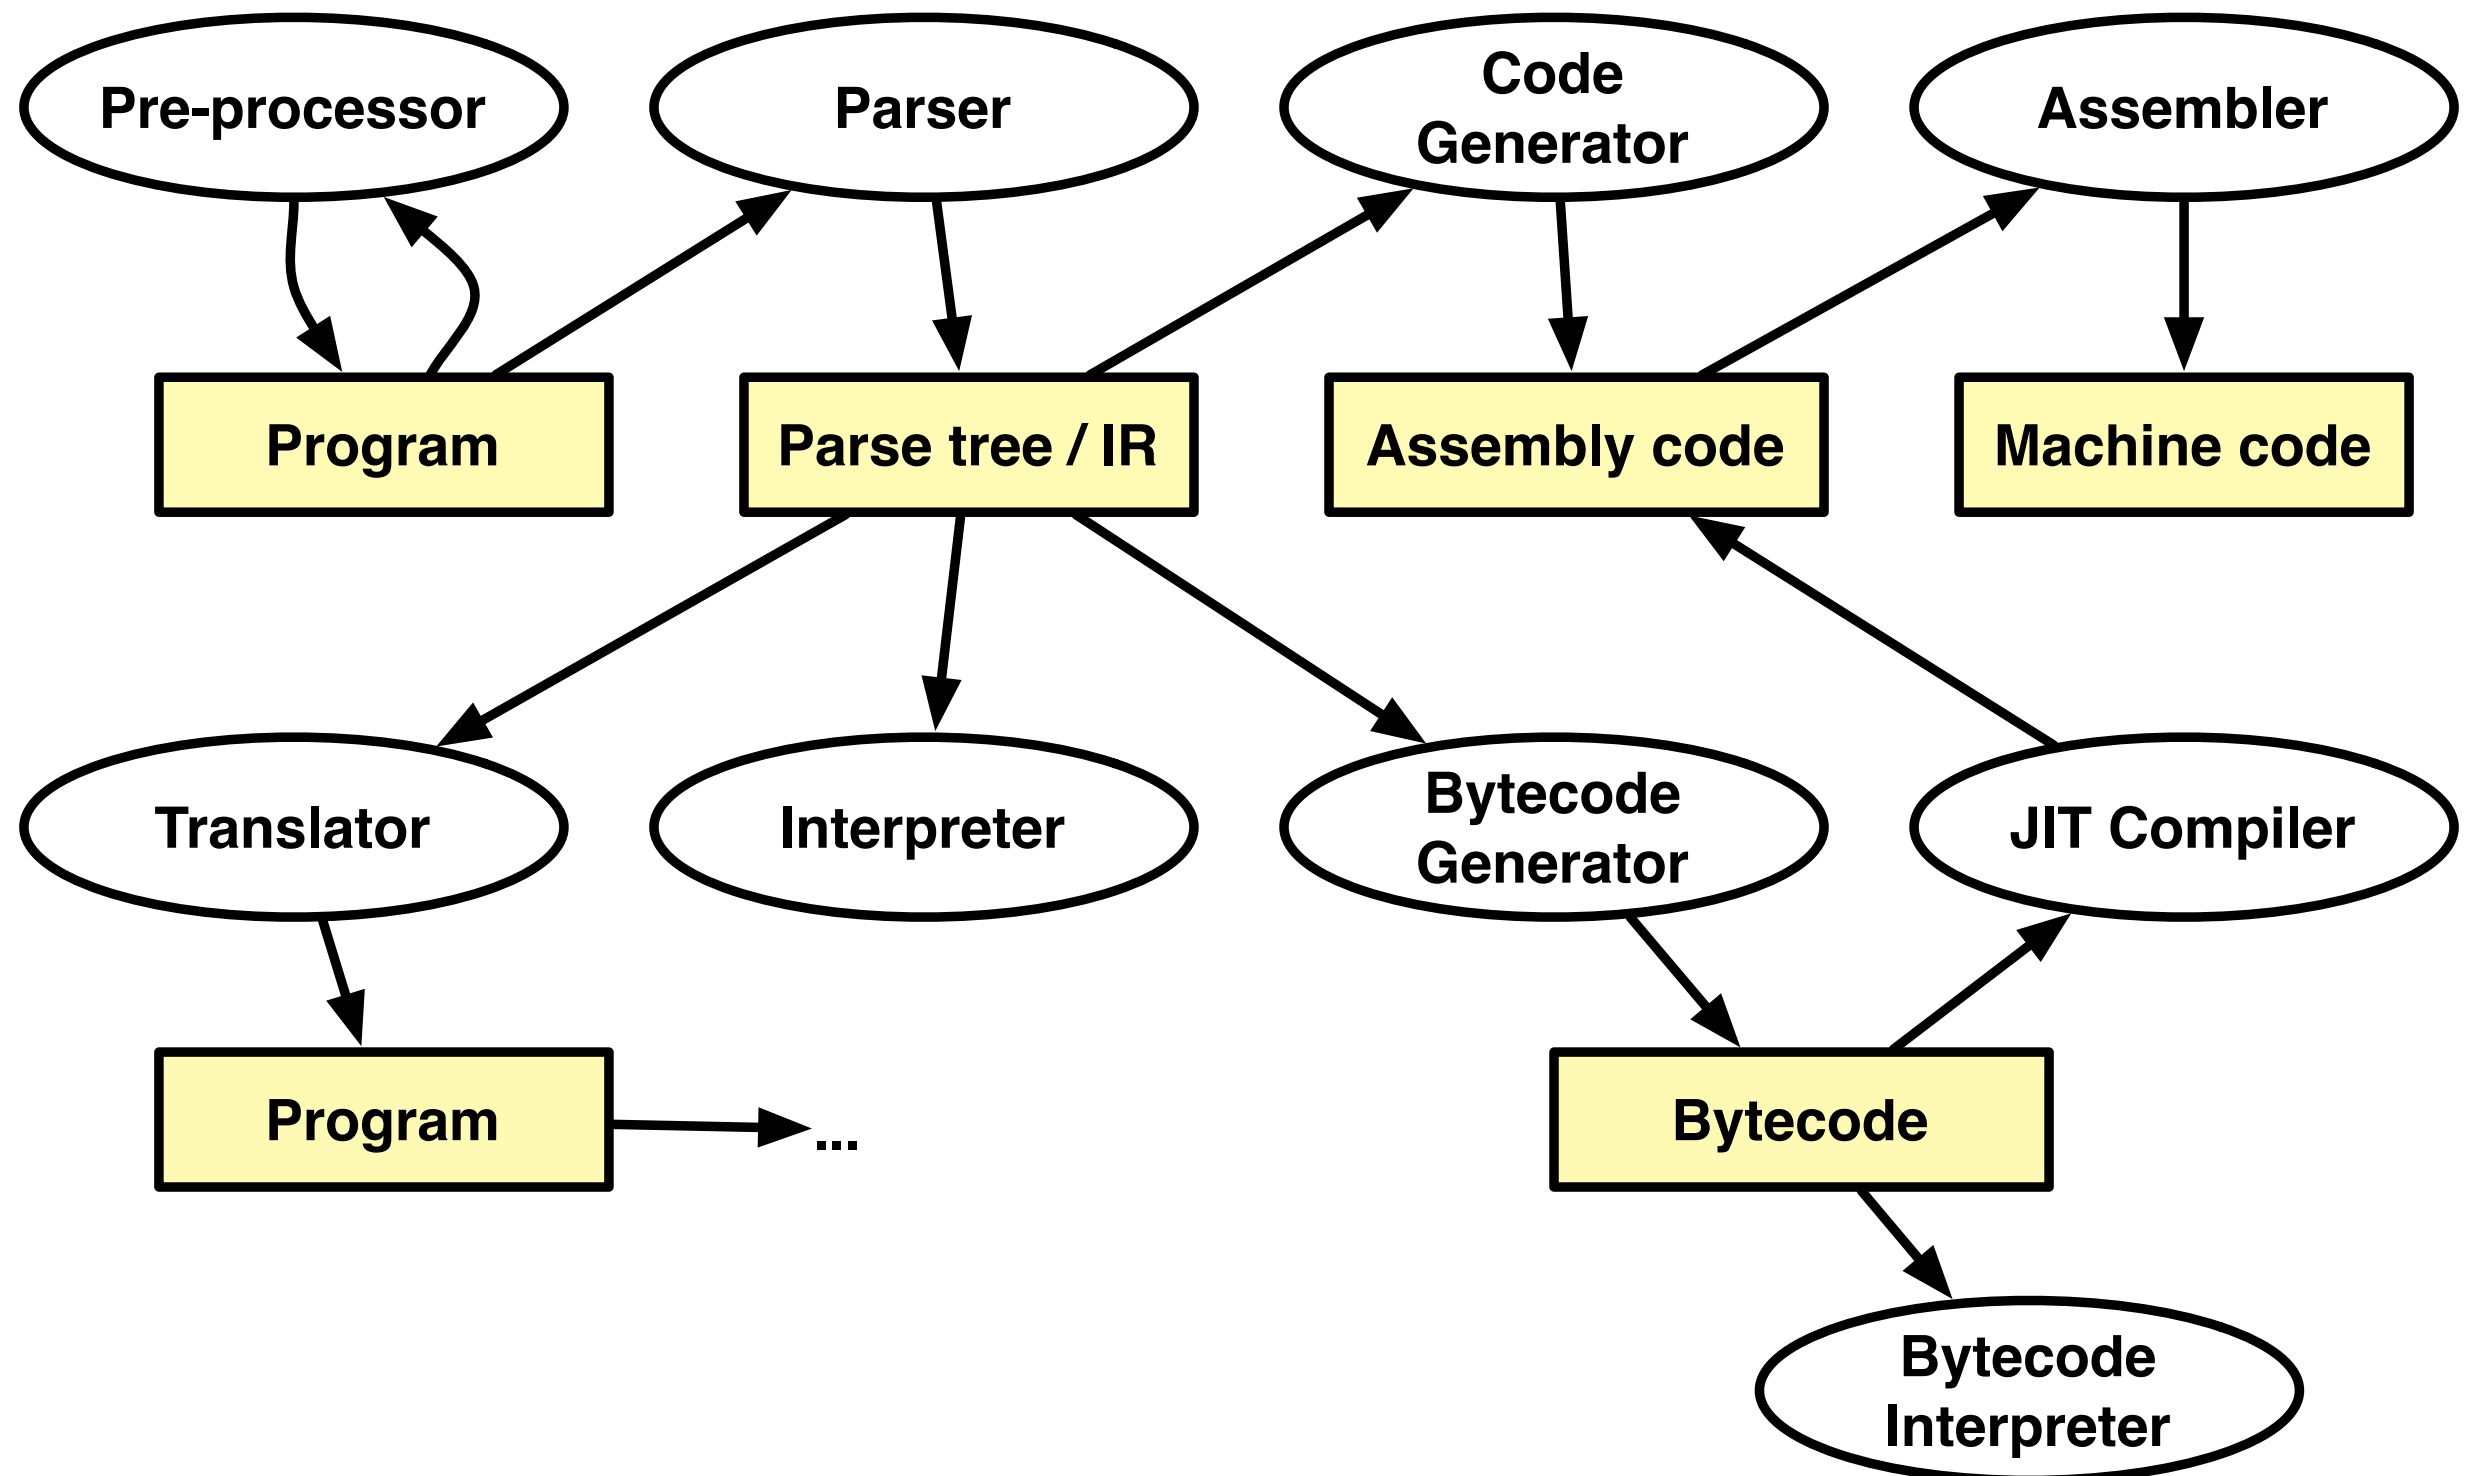 Pre-processor
Parser
Code
Generator
Assembler
Program
Parse tree / IR
Assembly code
Machine code
Translator
Interpreter
Bytecode
Generator
JIT Compiler
Program
...
Bytecode
Bytecode
Interpreter